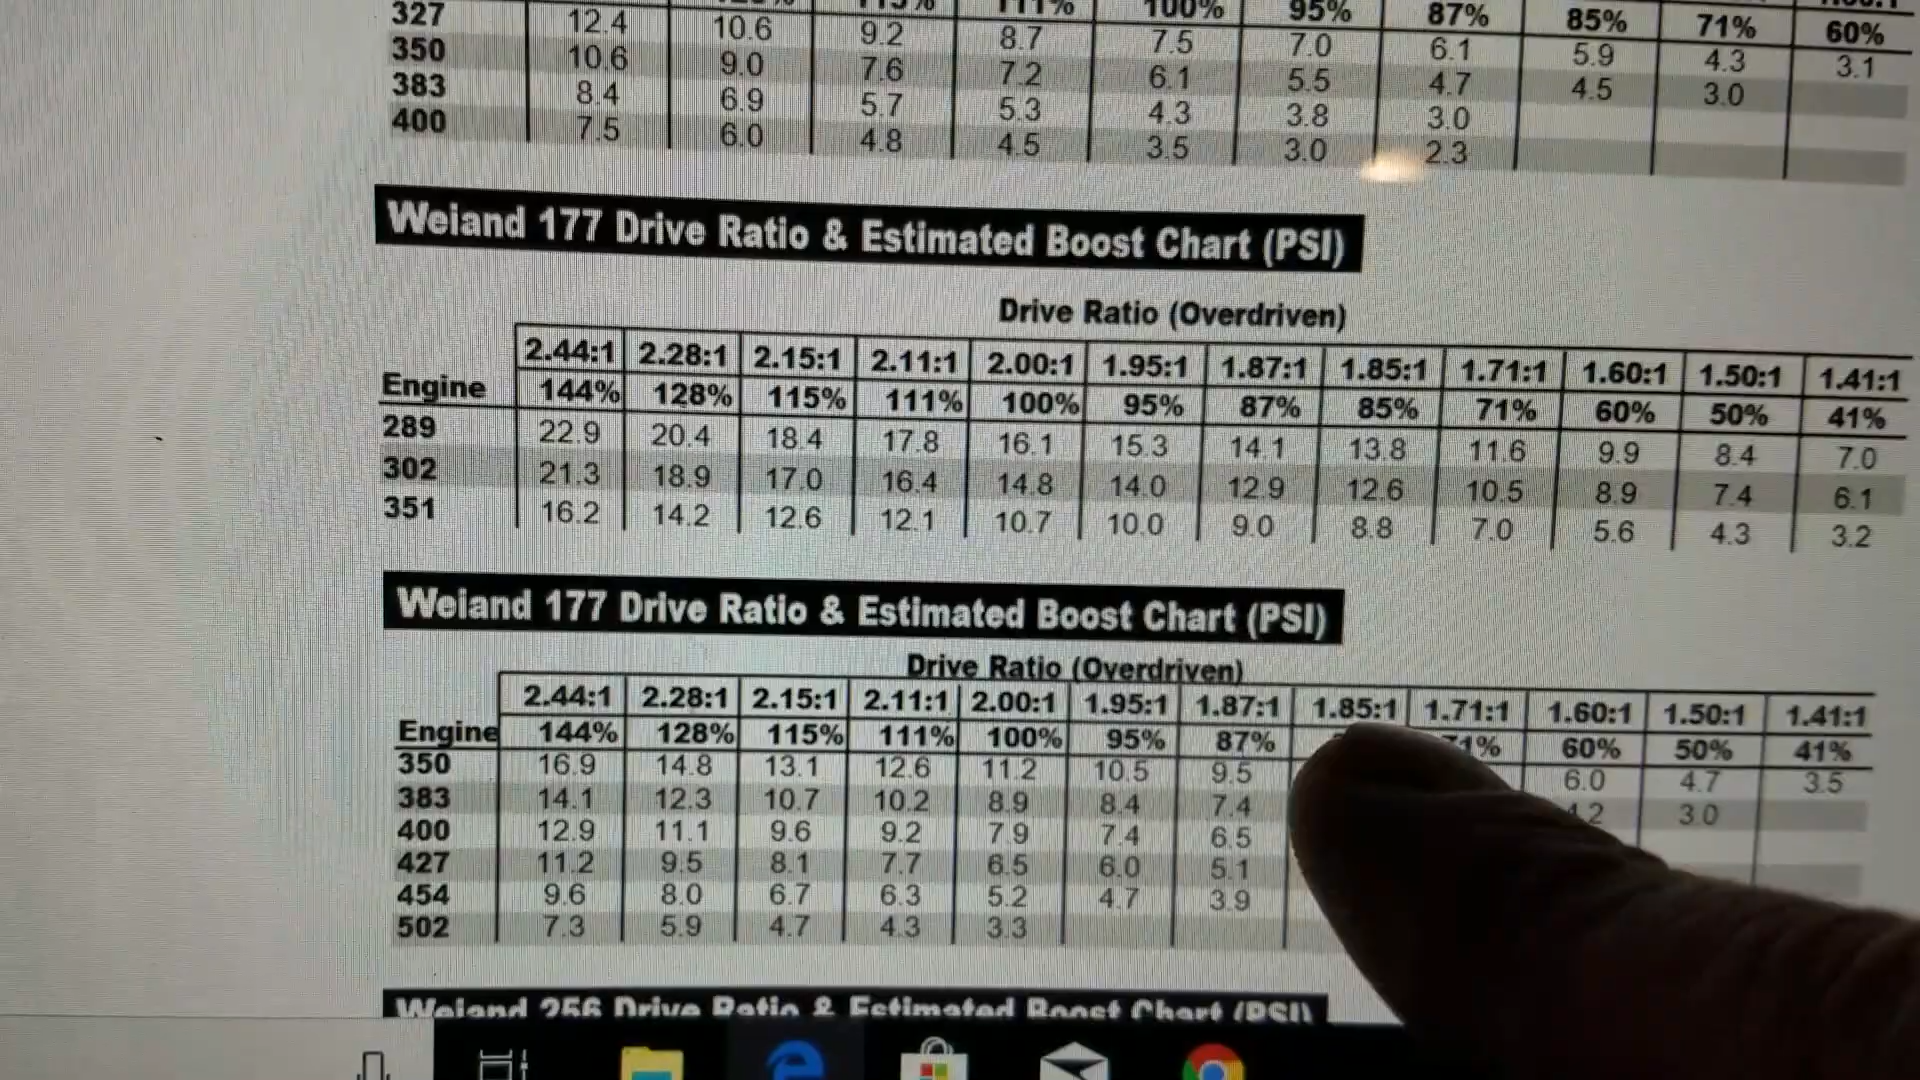 111% 100% 95% 87% 85% 71% 60%
327 12.4 10.6 9.2 8.7 7.5 7.0 6.1 5.9 4.3 3.1
350 10.6 9.0 7.6 7.2 6.1 5.5 4.7 4.5 3.0
383 8.4 6.9 5.7 5.3 4.3 3.8 3.0
400 7.5 6.0 4.8 4.5 3.5 3.0 2.3
Weiand 177 Drive Ratio & Estimated Boost Chart (PSI)
Drive Ratio (Overdriven)
2.44:1 2.28:1 2.15:1 2.11:1 2.00:1 1.95:1 1.87:1 1.85:1 1.71:1 1.60:1 1.50:1 1.41:1
Engine 144% 128% 115% 111% 100% 95% 87% 85% 71% 60% 50% 41%
289 22.9 20.4 18.4 17.8 16.1 15.3 14.1 13.8 11.6 9.9 8.4 7.0
302 21.3 18.9 17.0 16.4 14.8 14.0 12.9 12.6 10.5 8.9 7.4 6.1
351 16.2 14.2 12.6 12.1 10.7 10.0 9.0 8.8 7.0 5.6 4.3 3.2
Weiand 177 Drive Ratio & Estimated Boost Chart (PSI)
Drive Ratio (Overdriven)
2.44:1 2.28:1 2.15:1 2.11:1 2.00:1 1.95:1 1.87:1 1.85:1 1.71:1 1.60:1 1.50:1 1.41:1
Engine 144% 128% 115% 111% 100% 95% 87% 71% 60% 50% 41%
350 16.9 14.8 13.1 12.6 11.2 10.5 9.5 6.0 4.7 3.5
383 14.1 12.3 10.7 10.2 8.9 8.4 7.4 4.2 3.0
400 12.9 11.1 9.6 9.2 7.9 7.4 6.5
427 11.2 9.5 8.1 7.7 6.5 6.0 5.1
454 9.6 8.0 6.7 6.3 5.2 4.7 3.9
502 7.3 5.9 4.7 4.3 3.3
Weiand 256 Drive Ratio & Estimated Boost Chart (PSI)